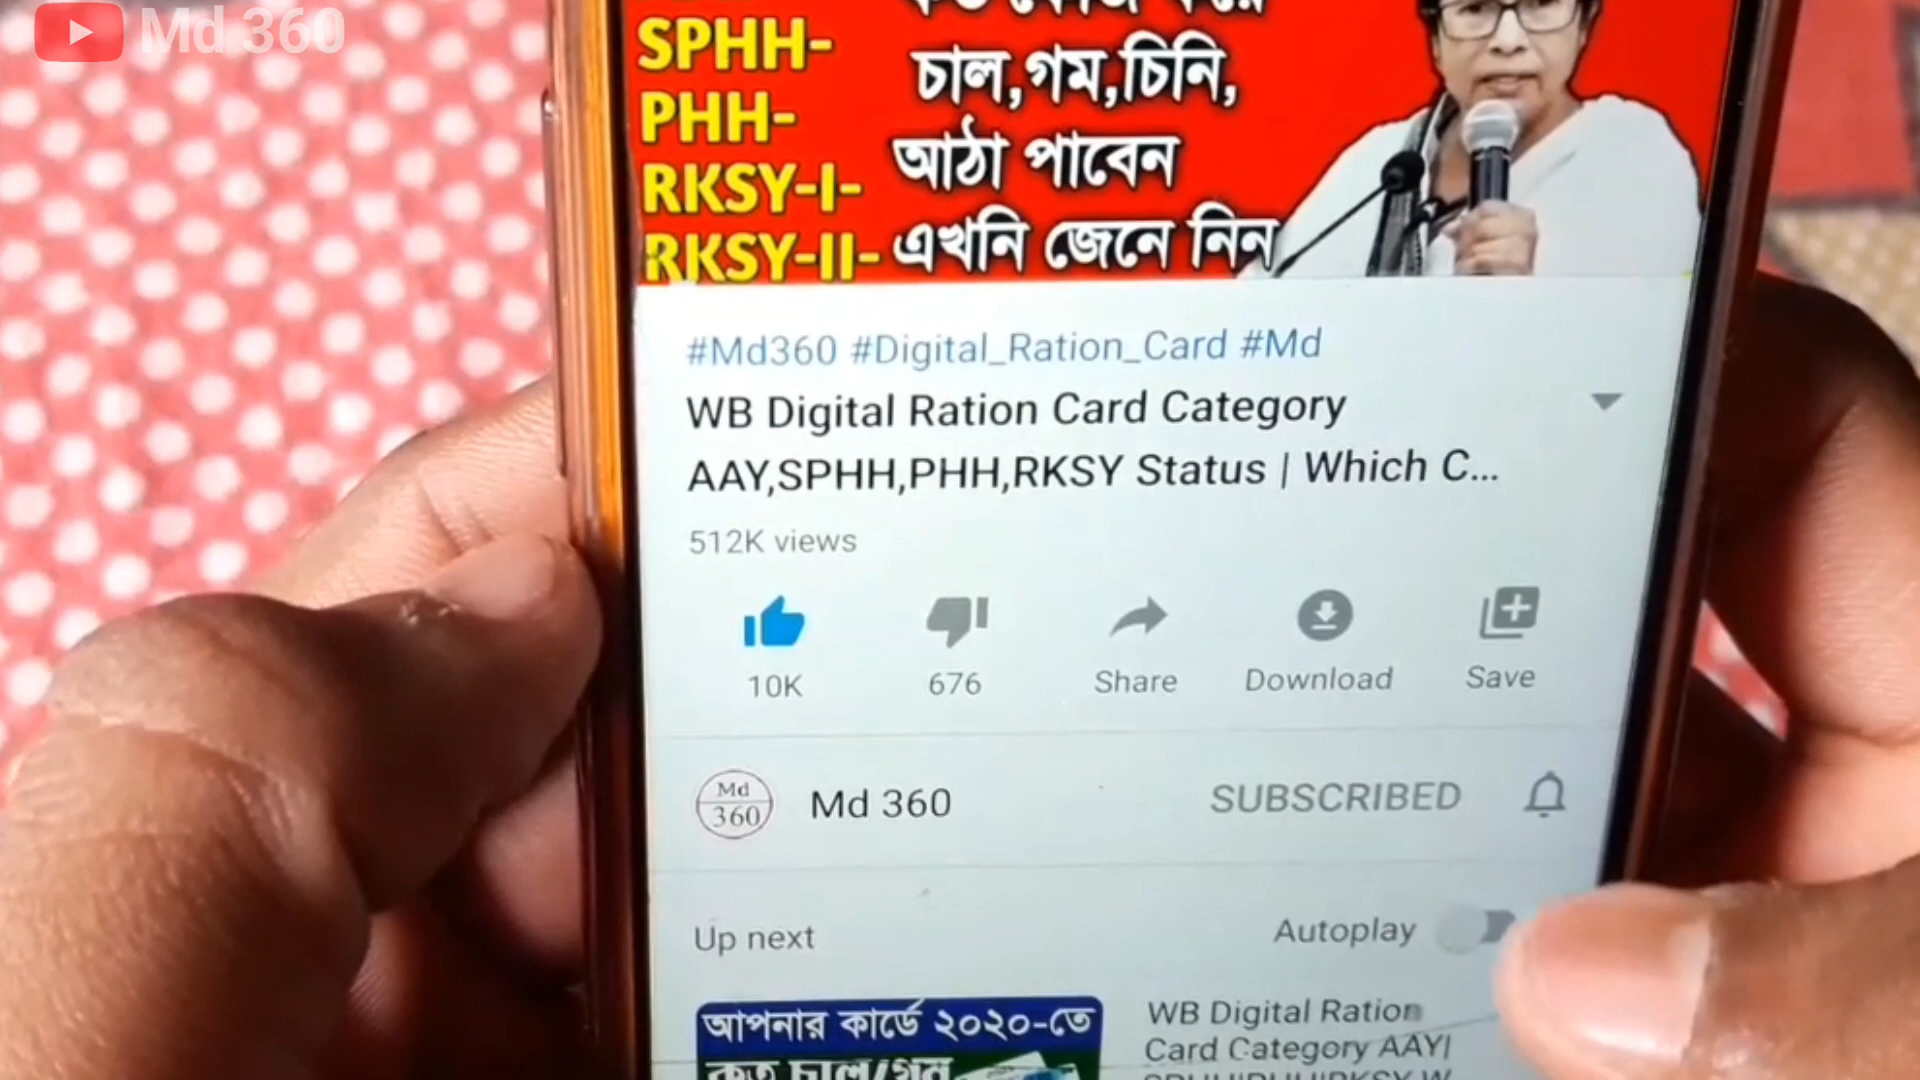 Md 360
SPHH-
চাল,গম,চিনি,
PHH-
আঠা পাবেন
RKSY-I-
RKSY-II- এখনি জেনে নিন
#Md360 #Digital_Ration_Card #Md
WB Digital Ration Card Category
AAY,SPHH,PHH,RKSY Status | Which C...
512K views
10K 676 Share Download Save
Md
360
Md 360 SUBSCRIBED
Up next Autoplay
আপনার কার্ডে ২০২০-তে
WB Digital Ration
Card Category AAY|